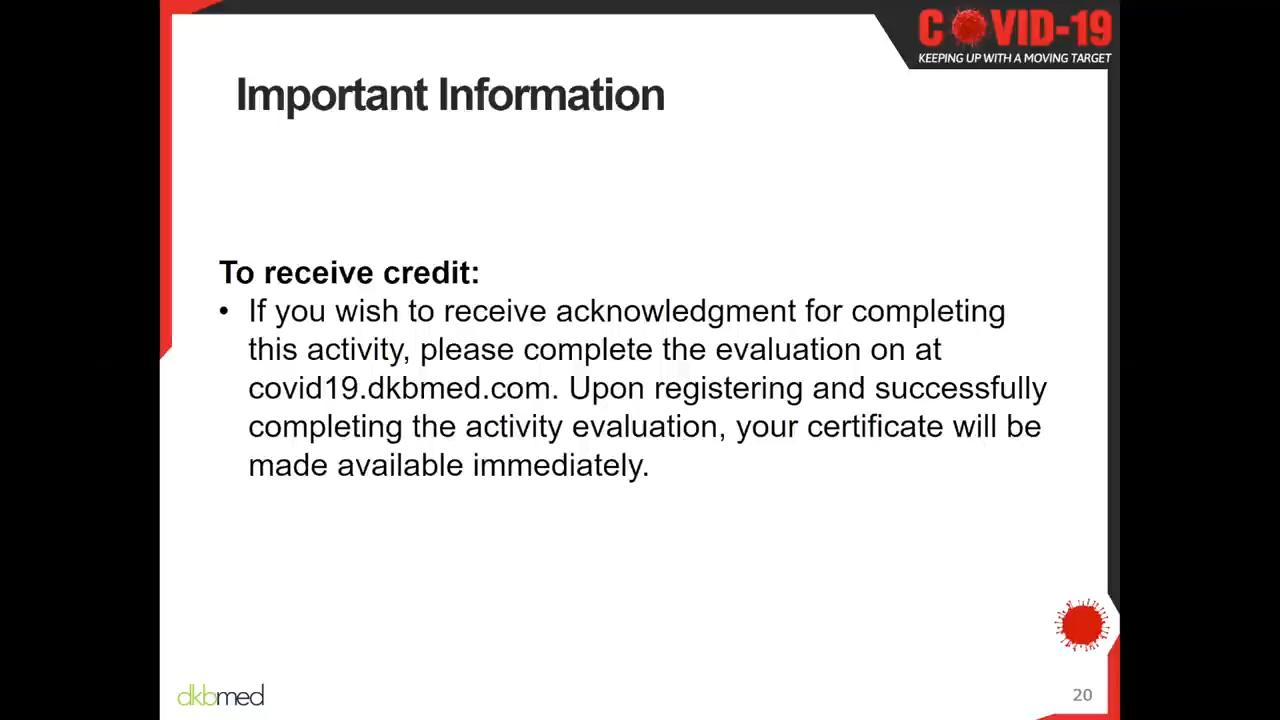 COVID-19
KEEPING UP WITH A MOVING TARGET
Important Information
To receive credit:
• If you wish to receive acknowledgment for completing
this activity, please complete the evaluation on at
covid19.dkbmed.com. Upon registering and successfully
completing the activity evaluation, your certificate will be
made available immediately.
dkbmed
20